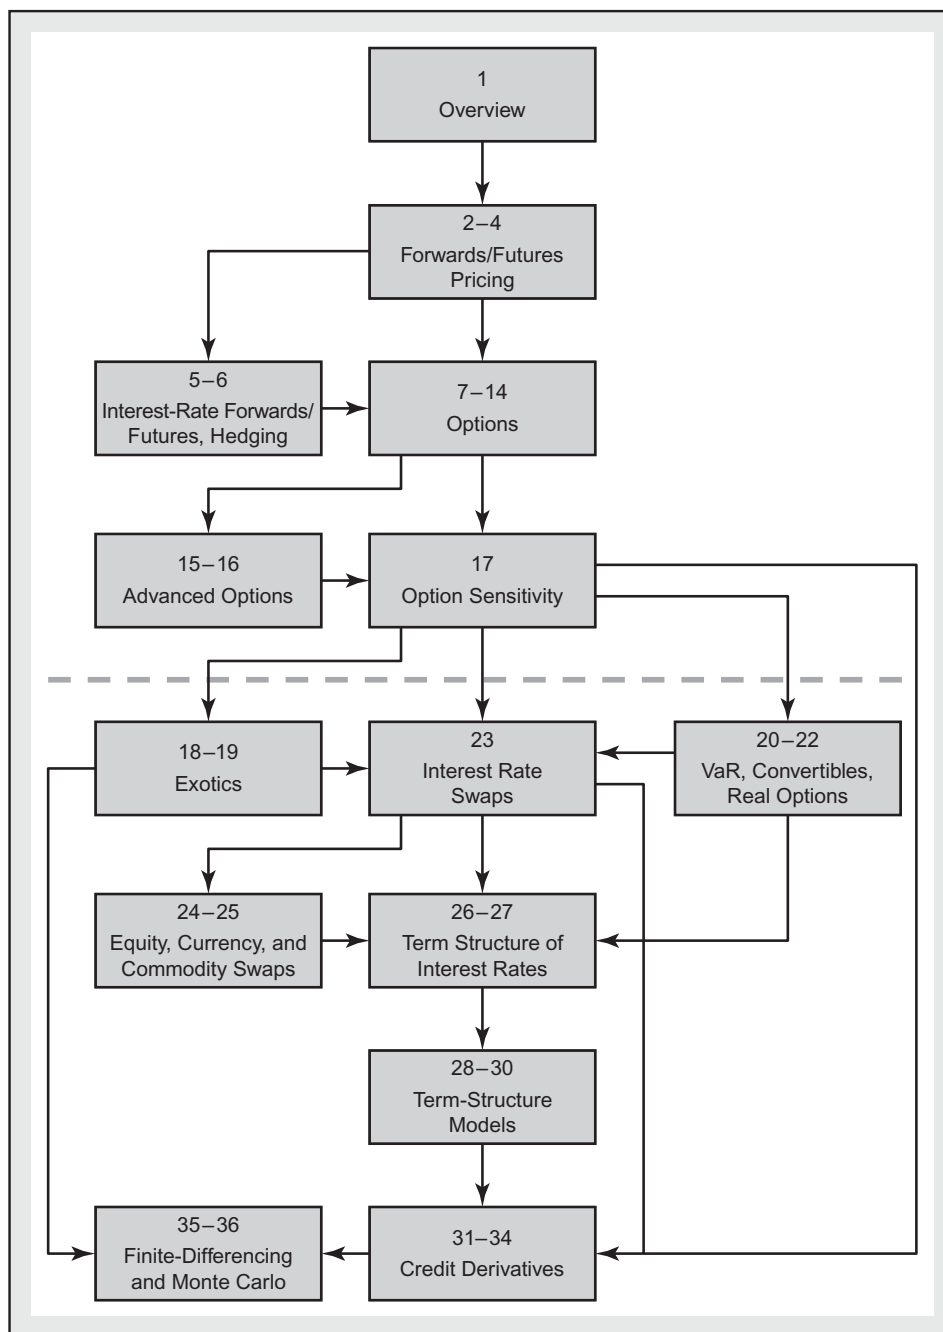 1
Overview
2–4
Forwards/Futures
Pricing
5–6
Interest-Rate Forwards/
Futures, Hedging
7–14
Options
15–16
Advanced Options
17
Option Sensitivity
18–19
Exotics
23
Interest Rate
Swaps
20–22
VaR, Convertibles,
Real Options
24–25
Equity, Currency, and
Commodity Swaps
26–27
Term Structure of
Interest Rates
28–30
Term-Structure
Models
35–36
Finite-Differencing
and Monte Carlo
31–34
Credit Derivatives